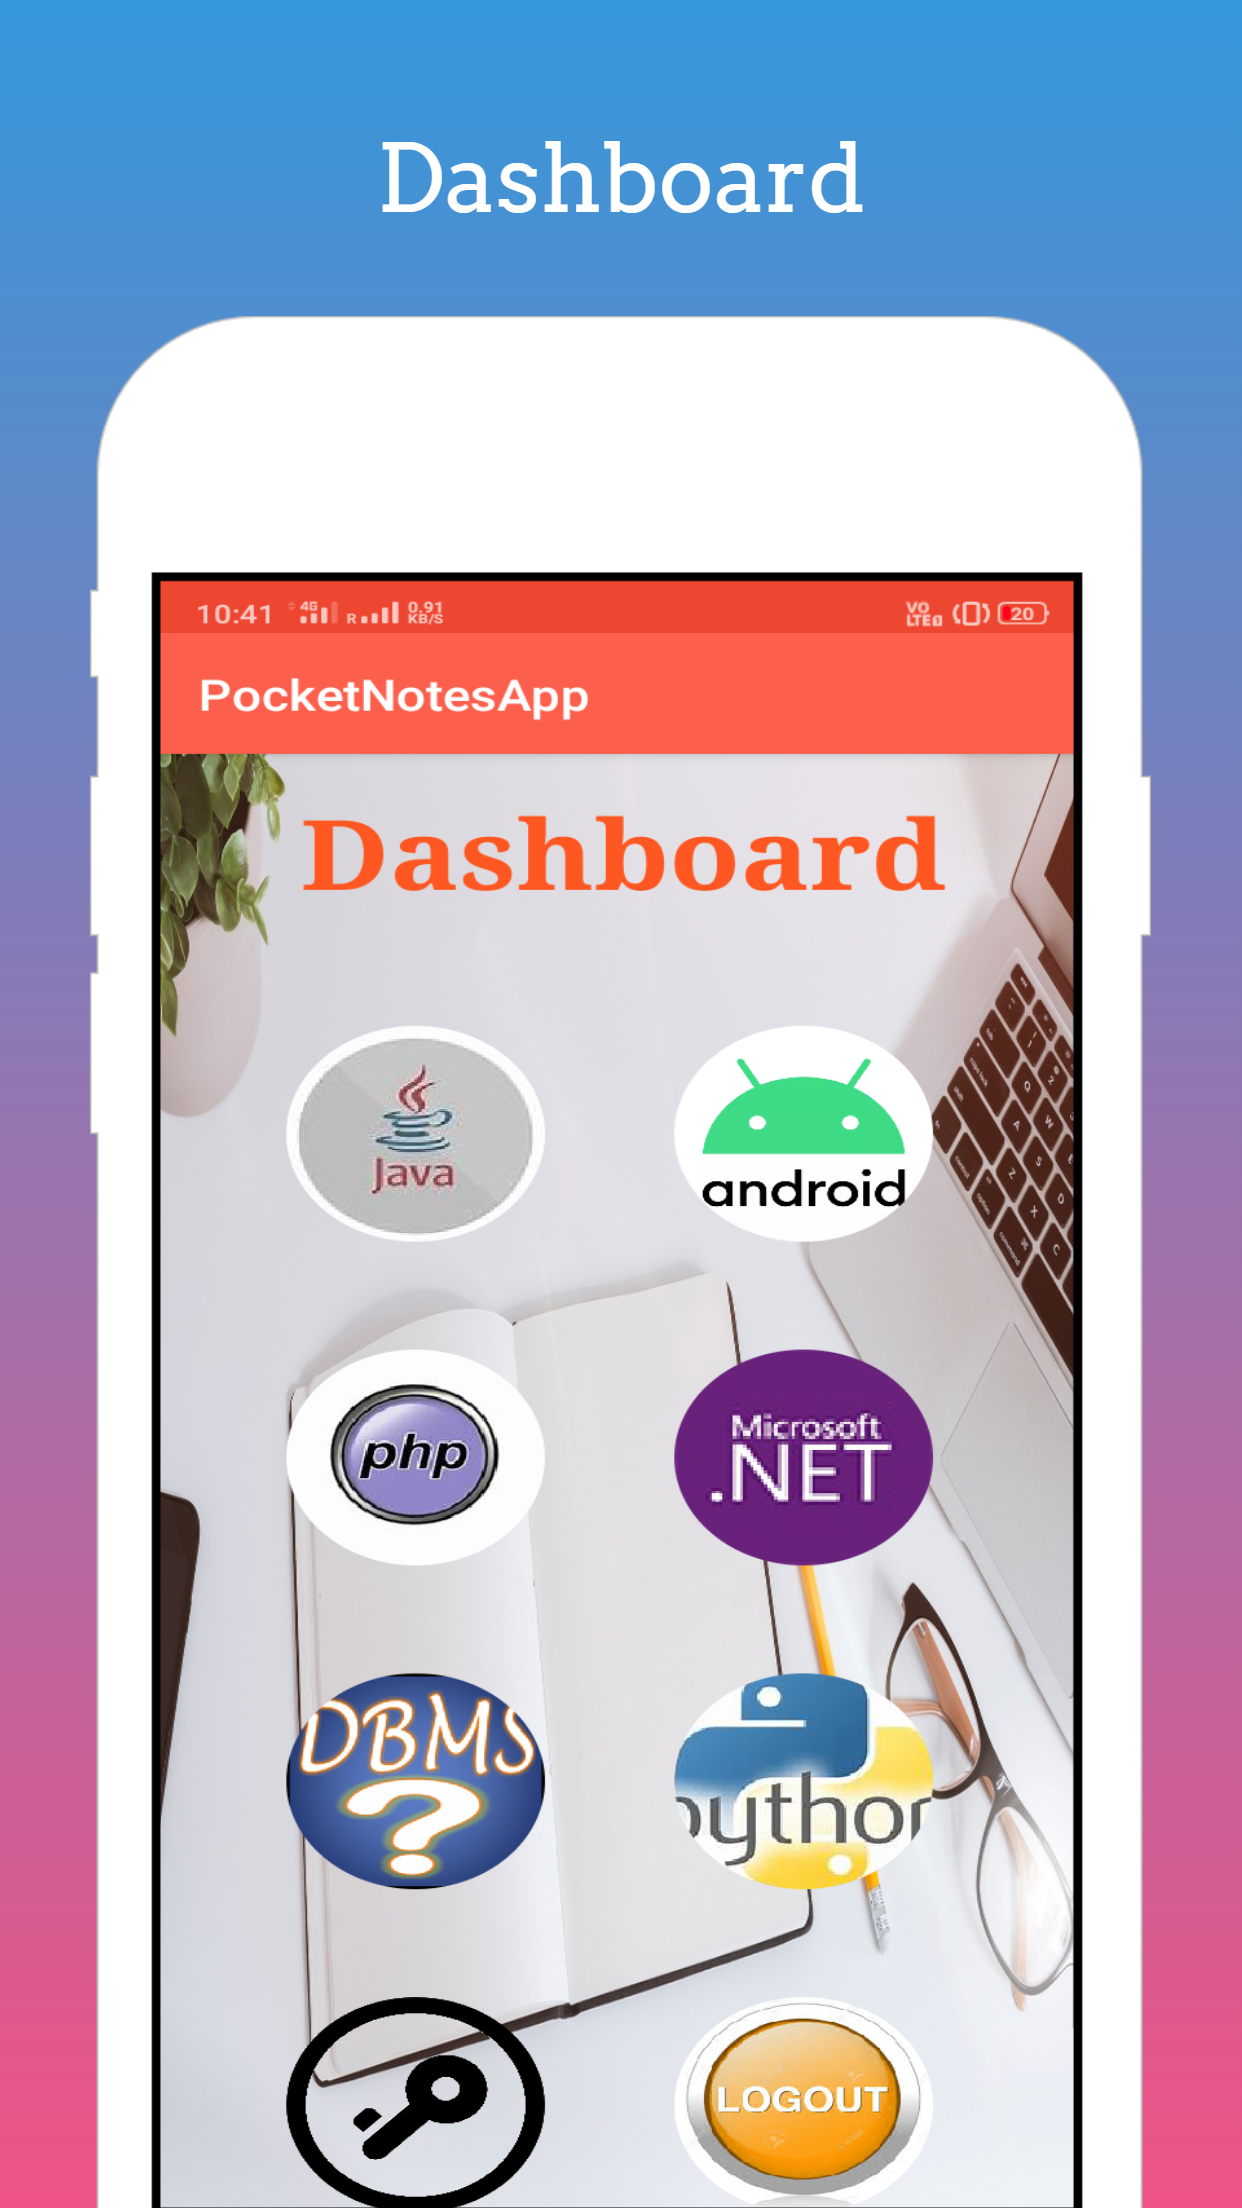 Dashboard
10:41 4G R 0.91 KB/S VO LTE 20
PocketNotesApp
Dashboard
Java
android
php
Microsoft
.NET
DBMS
?
python
LOGOUT